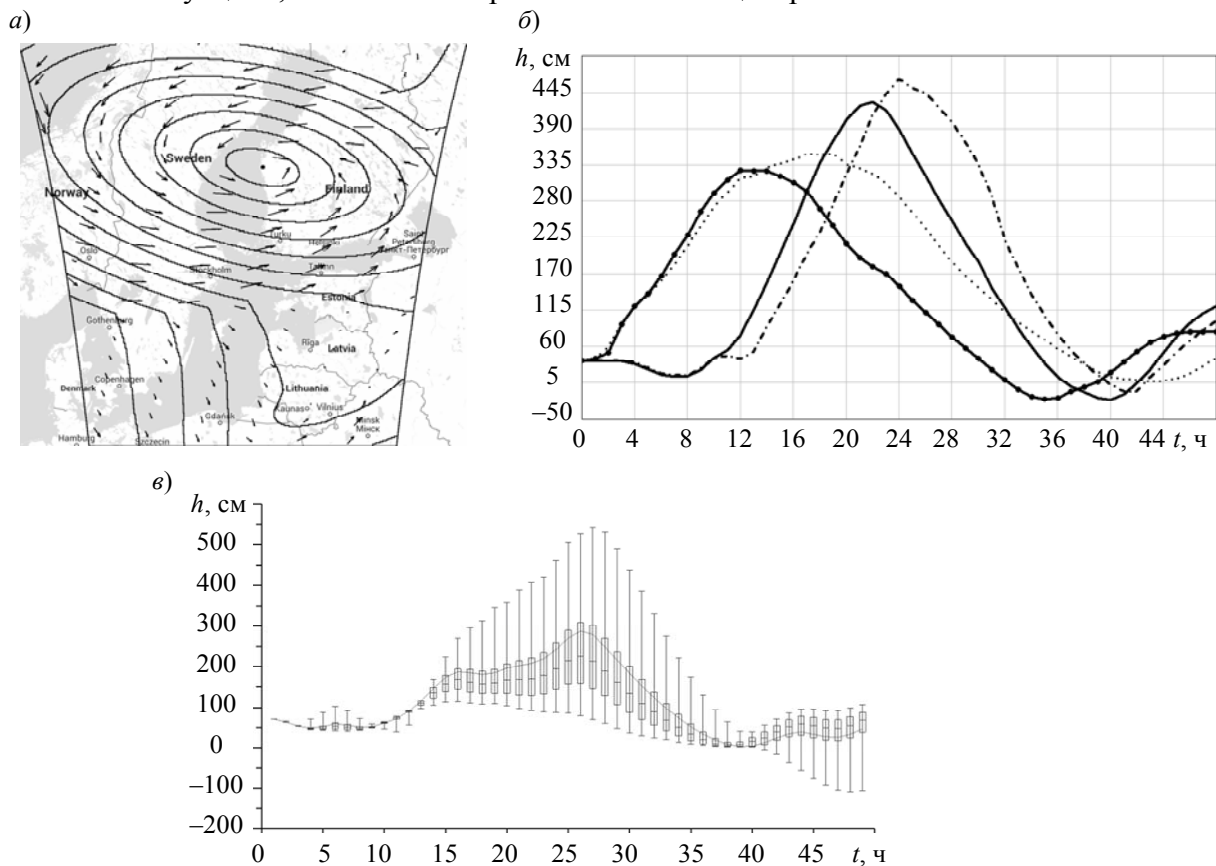 а)
б)
Norway
Sweden
Finland
Oslo
Stockholm
Turku
Helsinki
Tallinn
Saint
Petersburg
Санкт-Петербург
Estonia
Gothenburg
Rīga
Latvia
Denmark
Copenhagen
Lithuania
Kaunas
Vilnius
Gdańsk
Minsk
Мінск
Hamburg
Szczecin
h, см
445
390
335
280
225
170
115
60
5
–50
0 4 8 12 16 20 24 28 32 36 40 44 t, ч
в)
h, см
500
400
300
200
100
0
–100
–200
0 5 10 15 20 25 30 35 40 45 t, ч